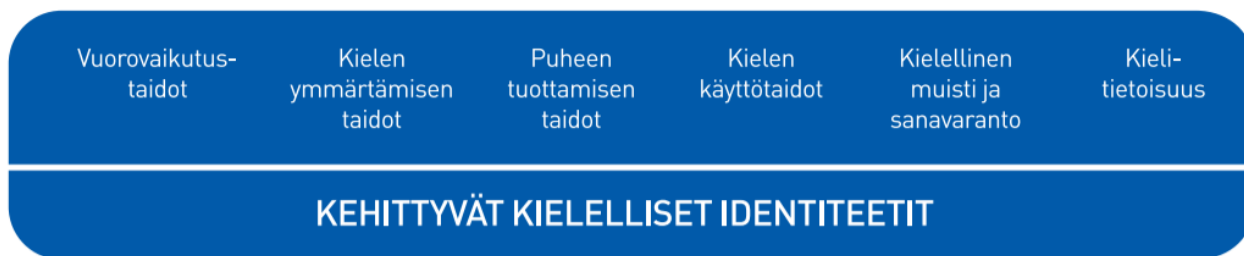 Vuorovaikutus-
taidot
Kielen
ymmärtämisen
taidot
Puheen
tuottamisen
taidot
Kielen
käyttötaidot
Kielellinen
muisti ja
sanavaranto
Kieli-
tietoisuus
KEHITTYVÄT KIELELLISET IDENTITEETIT